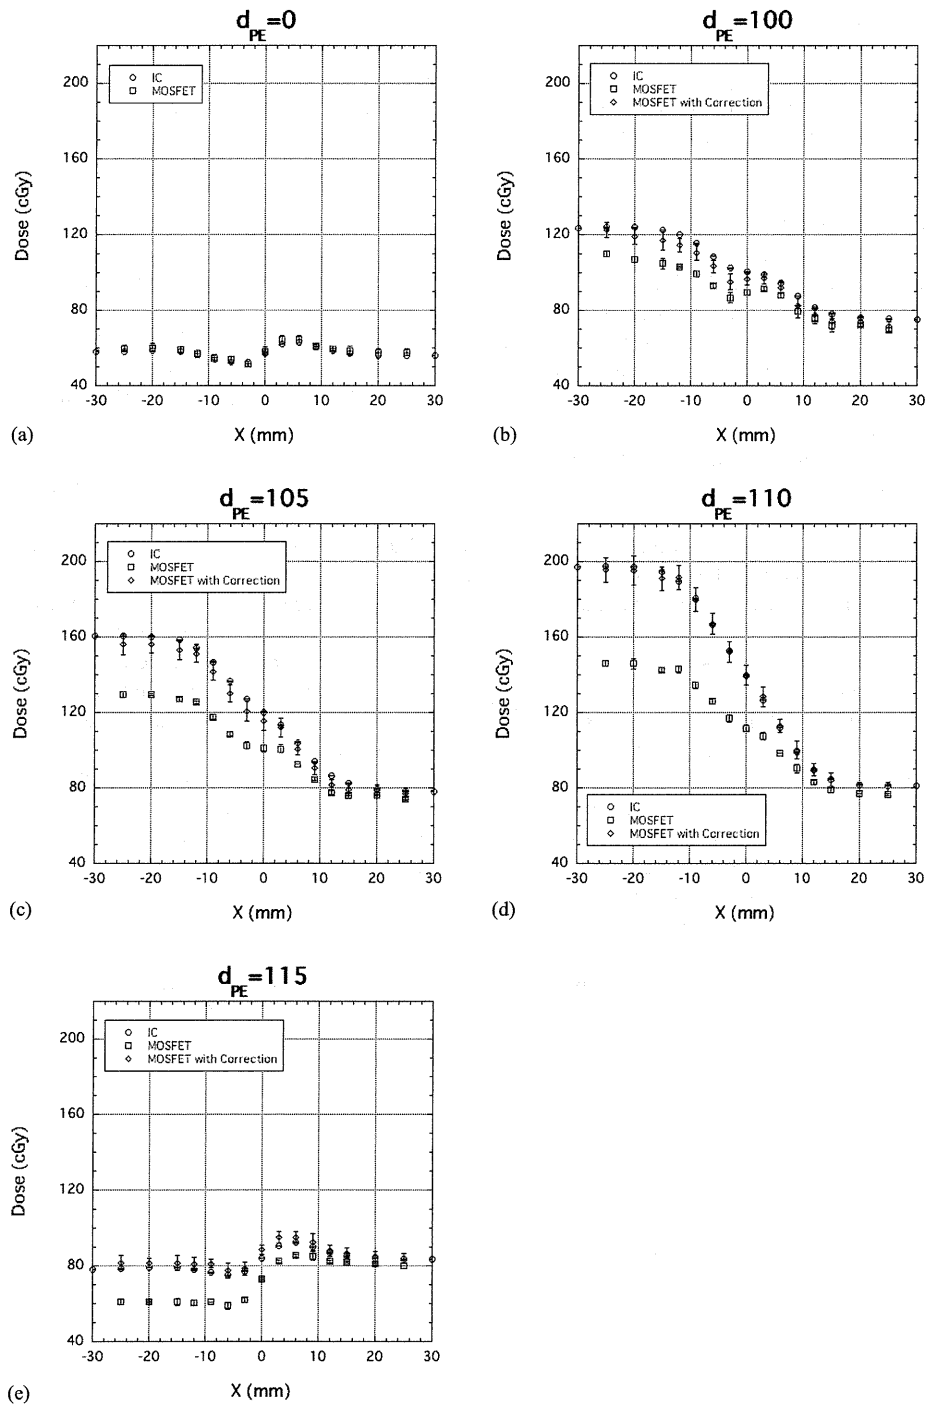 d_PE=0
d_PE=100
200
160
120
80
40
Dose (cGy)
IC
MOSFET
-30 -20 -10 0 10 20 30
X (mm)
(a)
200
160
120
80
40
Dose (cGy)
IC
MOSFET
MOSFET with Correction
-30 -20 -10 0 10 20 30
X (mm)
(b)
d_PE=105
200
160
120
80
40
Dose (cGy)
IC
MOSFET
MOSFET with Correction
-30 -20 -10 0 10 20 30
X (mm)
(c)
d_PE=110
200
160
120
80
40
Dose (cGy)
IC
MOSFET
MOSFET with Correction
-30 -20 -10 0 10 20 30
X (mm)
(d)
d_PE=115
200
160
120
80
40
Dose (cGy)
IC
MOSFET
MOSFET with Correction
-30 -20 -10 0 10 20 30
X (mm)
(e)